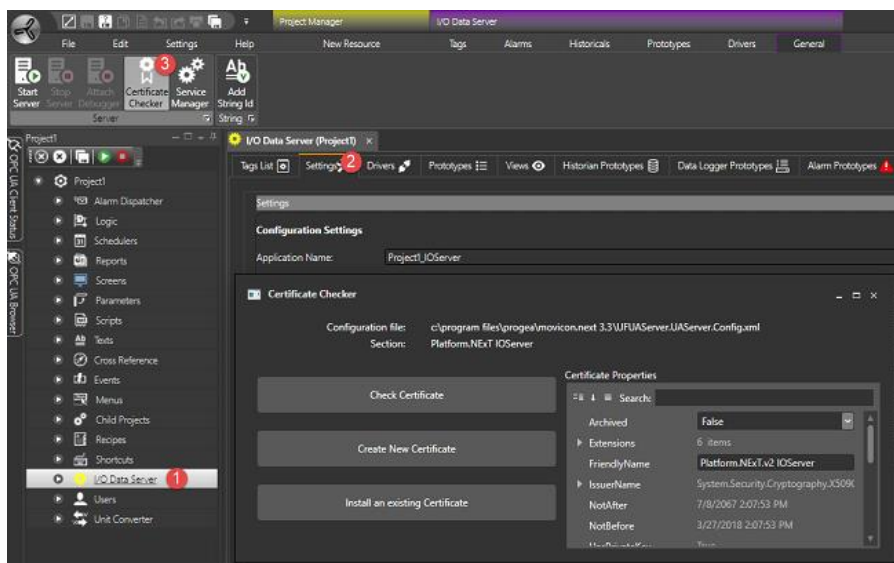 Project Manager
I/O Data Server
File Edit Settings Help New Resource Tags Alarms Historicals Prototypes Drivers General
Start Server
Stop Server
Attach Debugger
Certificate Checker
3
Service Manager
Ab
Add String Id
Server
String
Project1
I/O Data Server (Project1)
Tags List Settings 2 Drivers Prototypes Views Historian Prototypes Data Logger Prototypes Alarm Prototypes
OPC UA Client Status
OPC UA Browser
Project1
Alarm Dispatcher
Logic
Schedulers
Reports
Screens
Parameters
Scripts
Texts
Cross Reference
Events
Menus
Child Projects
Recipes
Shortcuts
I/O Data Server 1
Users
Unit Converter
Settings
Configuration Settings
Application Name: Project1_IOServer
Certificate Checker
Configuration file: c:\program files\progea\movicon.next 3.3\UFUAServer.UAServer.Config.xml
Section: Platform.NExT IOServer
Check Certificate
Create New Certificate
Install an existing Certificate
Certificate Properties
Search:
Archived False
Extensions 6 items
FriendlyName Platform.NExT.v2 IOServer
IssuerName System.Security.Cryptography.X509
NotAfter 7/8/2067 2:07:53 PM
NotBefore 3/27/2018 2:07:53 PM